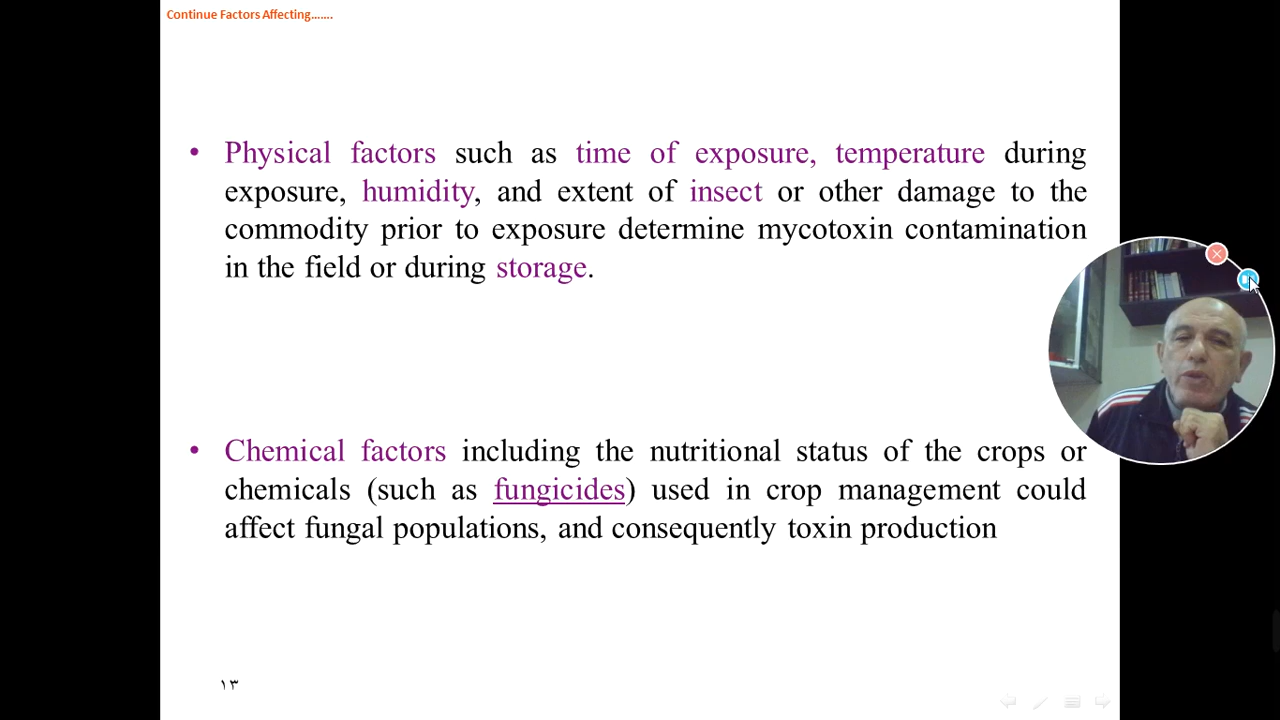 Continue Factors Affecting.......
• Physical factors such as time of exposure, temperature during
exposure, humidity, and extent of insect or other damage to the
commodity prior to exposure determine mycotoxin contamination
in the field or during storage.
• Chemical factors including the nutritional status of the crops or
chemicals (such as fungicides) used in crop management could
affect fungal populations, and consequently toxin production
١٣